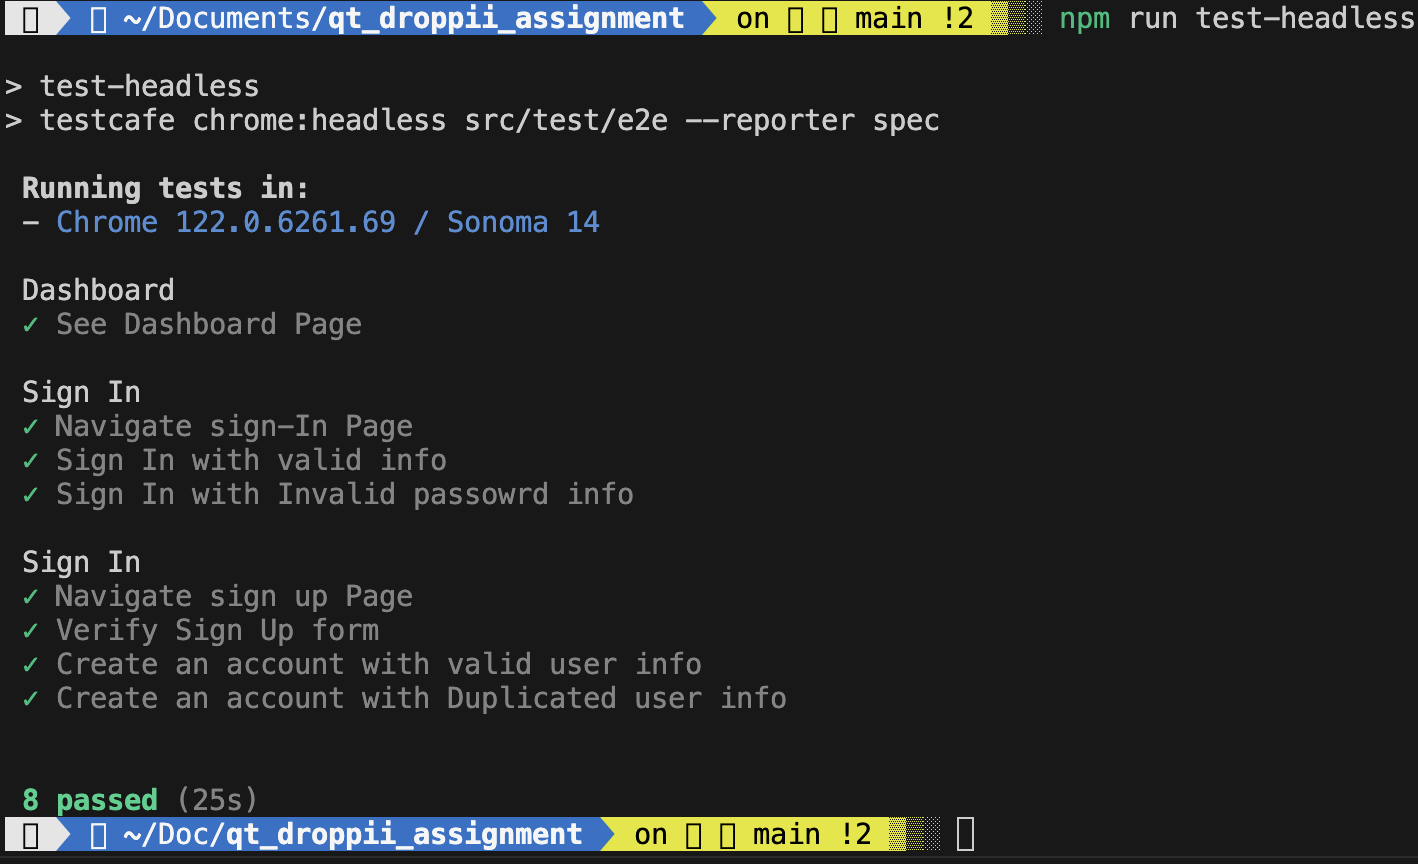 ~/Documents/qt_droppii_assignment on main !2 npm run test-headless
> test-headless
> testcafe chrome:headless src/test/e2e --reporter spec
Running tests in:
- Chrome 122.0.6261.69 / Sonoma 14
Dashboard
✓ See Dashboard Page
Sign In
✓ Navigate sign-In Page
✓ Sign In with valid info
✓ Sign In with Invalid passowrd info
Sign In
✓ Navigate sign up Page
✓ Verify Sign Up form
✓ Create an account with valid user info
✓ Create an account with Duplicated user info
8 passed (25s)
~/Doc/qt_droppii_assignment on main !2